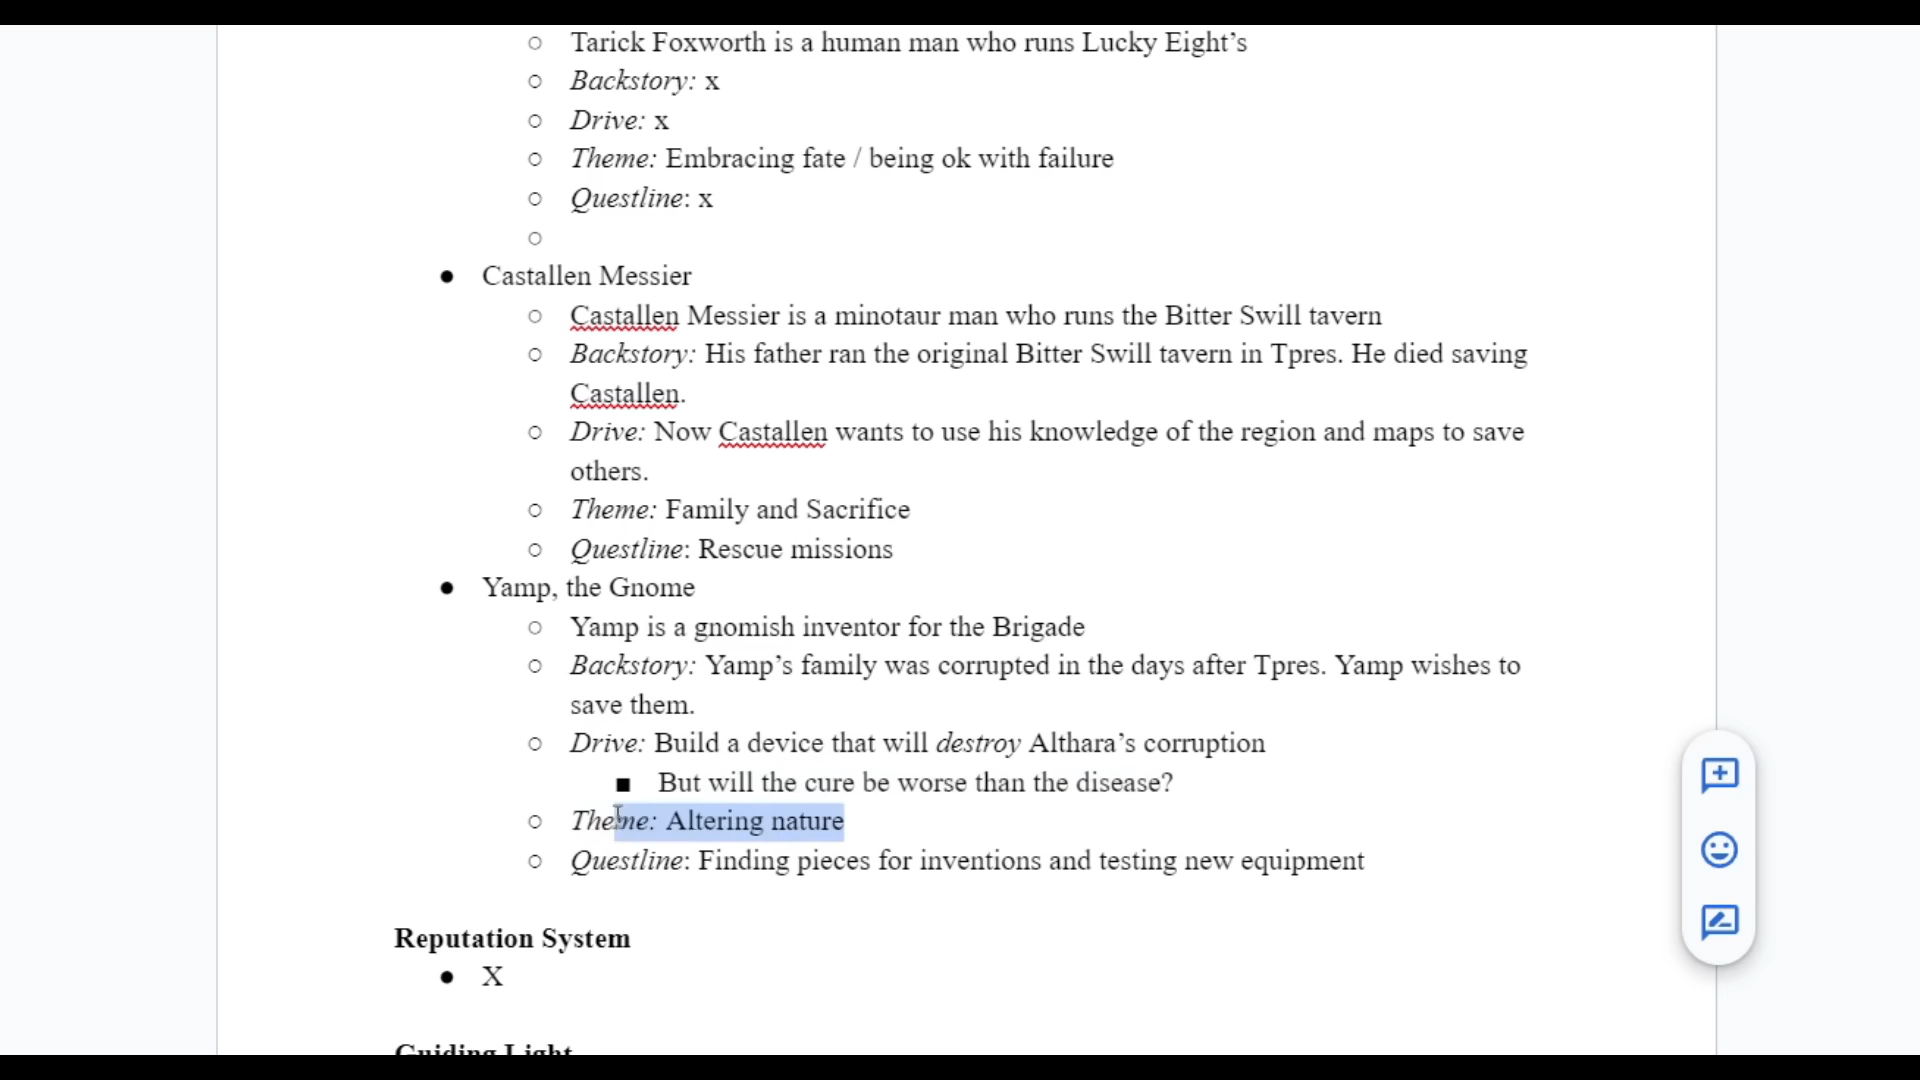 Tarick Foxworth is a human man who runs Lucky Eight’s
Backstory: x
Drive: x
Theme: Embracing fate / being ok with failure
Questline: x
Castallen Messier
Castallen Messier is a minotaur man who runs the Bitter Swill tavern
Backstory: His father ran the original Bitter Swill tavern in Tpres. He died saving
Castallen.
Drive: Now Castallen wants to use his knowledge of the region and maps to save
others.
Theme: Family and Sacrifice
Questline: Rescue missions
Yamp, the Gnome
Yamp is a gnomish inventor for the Brigade
Backstory: Yamp’s family was corrupted in the days after Tpres. Yamp wishes to
save them.
Drive: Build a device that will destroy Althara’s corruption
But will the cure be worse than the disease?
Theme: Altering nature
Questline: Finding pieces for inventions and testing new equipment
Reputation System
X
Guiding Light